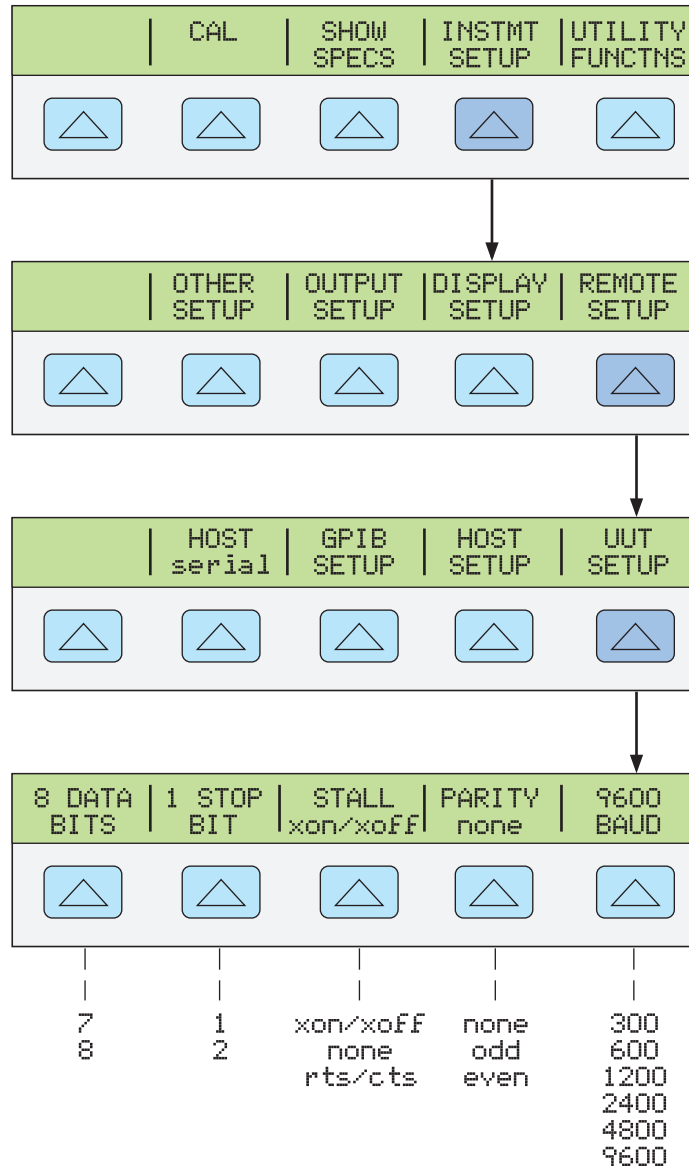 CAL | SHOW | INSTMT | UTILITY
SPECS | SETUP | FUNCTNS
OTHER | OUTPUT | DISPLAY | REMOTE
SETUP | SETUP | SETUP | SETUP
HOST | GPIB | HOST | UUT
serial | SETUP | SETUP | SETUP
8 DATA | 1 STOP | STALL | PARITY | 9600
BITS | BIT | xon/xoff | none | BAUD
7 1 xon/xoff none 300
8 2 none odd 600
rts/cts even 1200
2400
4800
9600